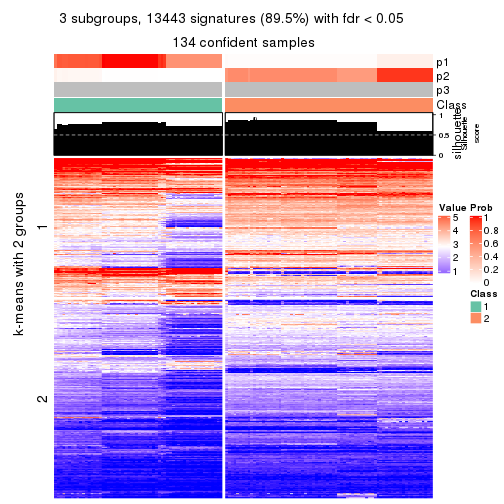 3 subgroups, 13443 signatures (89.5%) with fdr < 0.05
134 confident samples
p1
p2
p3
Class
1
0.5
0
silhouette
Silhouette
score
k-means with 2 groups
1
2
Value
5
4
3
2
1
Prob
1
0.8
0.6
0.4
0.2
0
Class
1
2